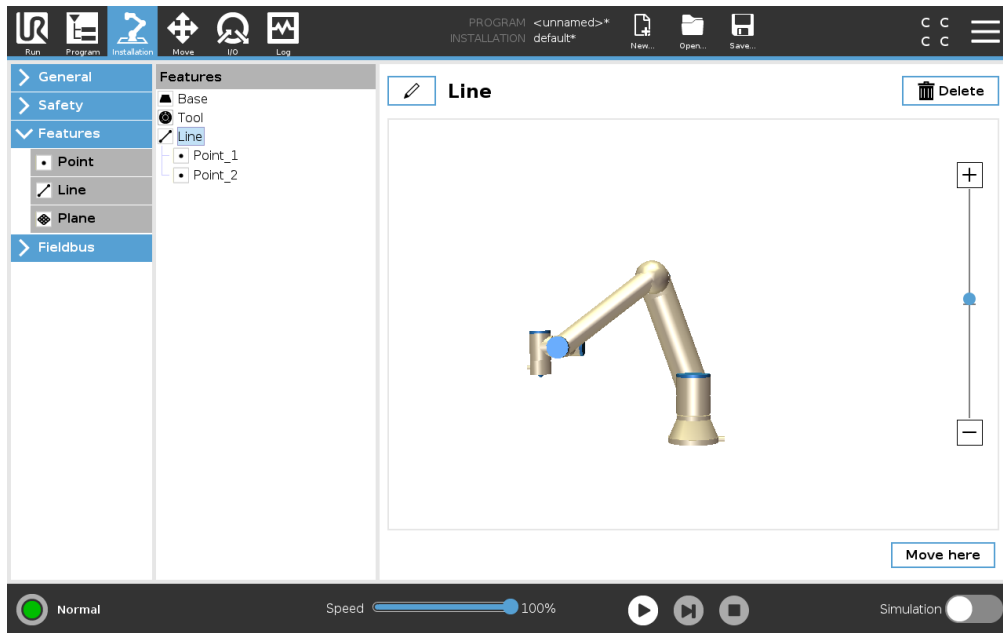 UR
Run
Program
Installation
Move
I/O
Log
PROGRAM <unnamed>*
INSTALLATION default*
New...
Open...
Save...
C C
C C
General
Safety
Features
Point
Line
Plane
Fieldbus
Features
Base
Tool
Line
Point_1
Point_2
Line
Delete
Move here
Normal
Speed 100%
Simulation